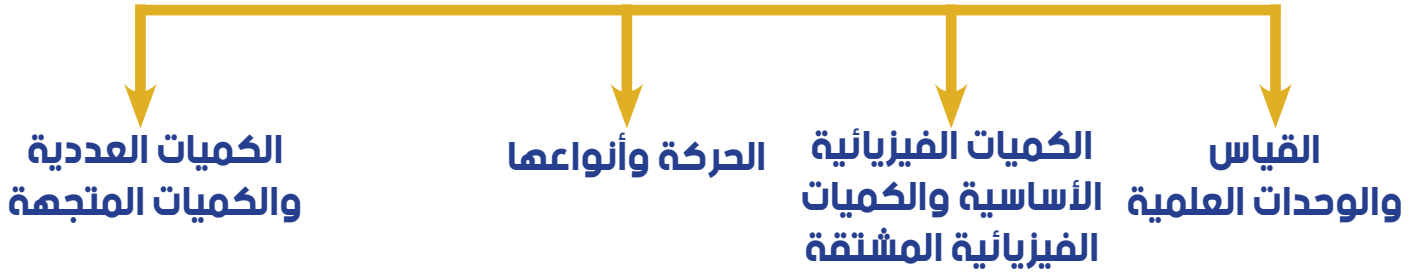 القياس
والوحدات العلمية
الكميات الفيزيائية
الأساسية والكميات
الفيزيائية المشتقة
الحركة وأنواعها
الكميات العددية
والكميات المتجهة